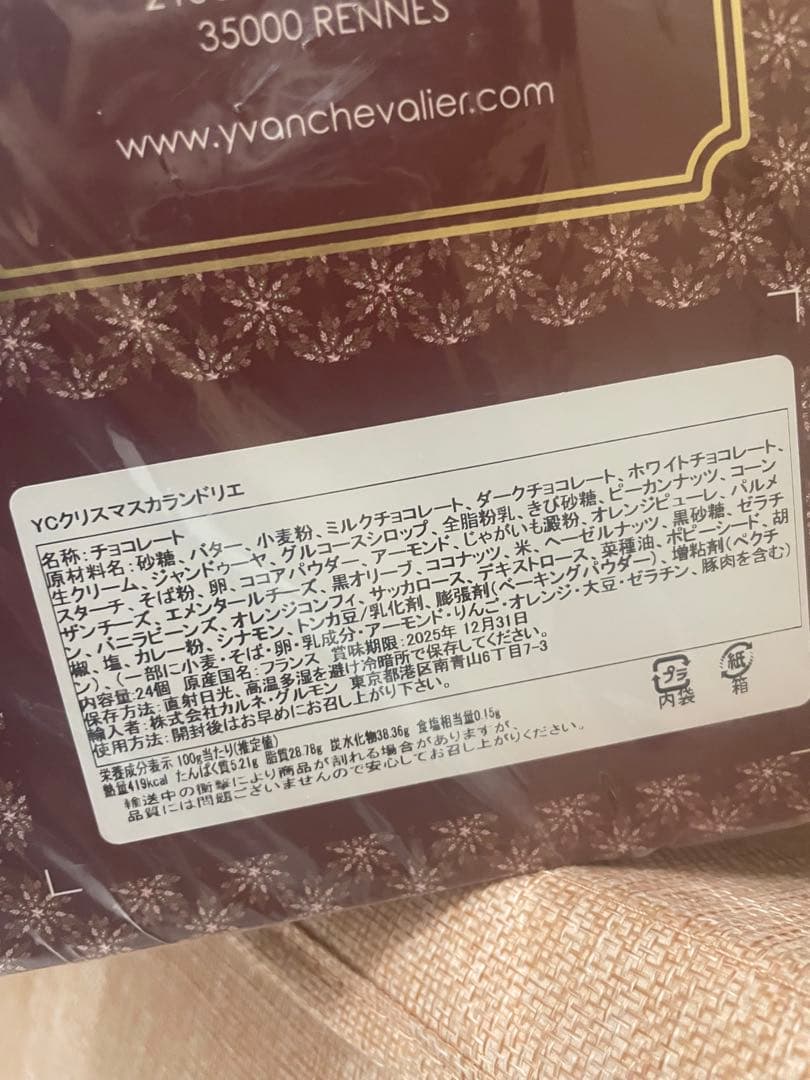 35000 RENNES
www.yvanchevalier.com
YCクリスマスカランドリエ
名称：チョコレート
原材料名：砂糖、バター、小麦粉、ミルクチョコレート、ダークチョコレート、ホワイトチョコレート、
生クリーム、ジャンドゥーヤ、グルコースシロップ、全脂粉乳、きび砂糖、ピーカンナッツ、コーン
スターチ、そば粉、卵、ココアパウダー、アーモンド、じゃがいも澱粉、オレンジピューレ、パルメ
ザンチーズ、エメンタールチーズ、黒オリーブ、ココナッツ、米、ヘーゼルナッツ、黒砂糖、ゼラチ
ン、バニラビーンズ、オレンジコンフィ、サッカロース、デキストロース、菜種油、ポピーシード、胡
椒、塩、カレー粉、シナモン、トンカ豆/乳化剤、膨張剤(ベーキングパウダー)、増粘剤(ペクチ
ン)、(一部に小麦・そば・卵・乳成分・アーモンド・りんご・オレンジ・大豆・ゼラチン、豚肉を含む)
内容量：24個 原産国名：フランス 賞味期限：2025年 12月31日
保存方法：直射日光、高温多湿を避け冷暗所で保存してください。
輸入者：株式会社カルネ・グルモン 東京都港区南青山6丁目7-3
使用方法：開封後はお早めにお召し上がり下さい。
プラ
内袋
紙
箱
栄養成分表示 100g当たり(推定値)
熱量419kcal たんぱく質5.21g 脂質28.78g 炭水化物38.36g 食塩相当量0.15g
輸送中の衝撃により商品が割れる場合がありますが、
品質には問題ございませんので安心してお召し上がりください。